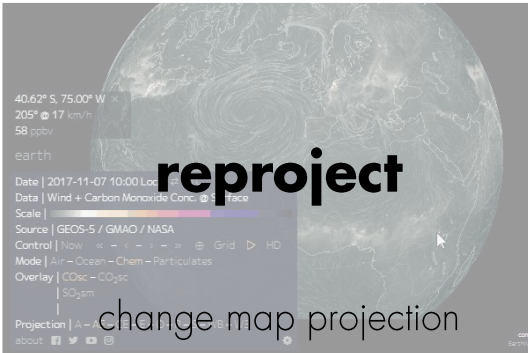 40.62° S, 75.00° W ×
205° @ 17 km/h
58 ppbv
earth
reproject
Date | 2017-11-07 10:00 Local
Data | Wind + Carbon Monoxide Conc. @ Surface
Scale |
Source | GEOS-5 / GMAO / NASA
Control | Now « – ‹ – › – » ⊕ Grid ▷ HD
Mode | Air – Ocean – Chem – Particulates
Overlay | COsc – CO₂sc
| SO₂sm
|
change map projection
Projection | A –
about